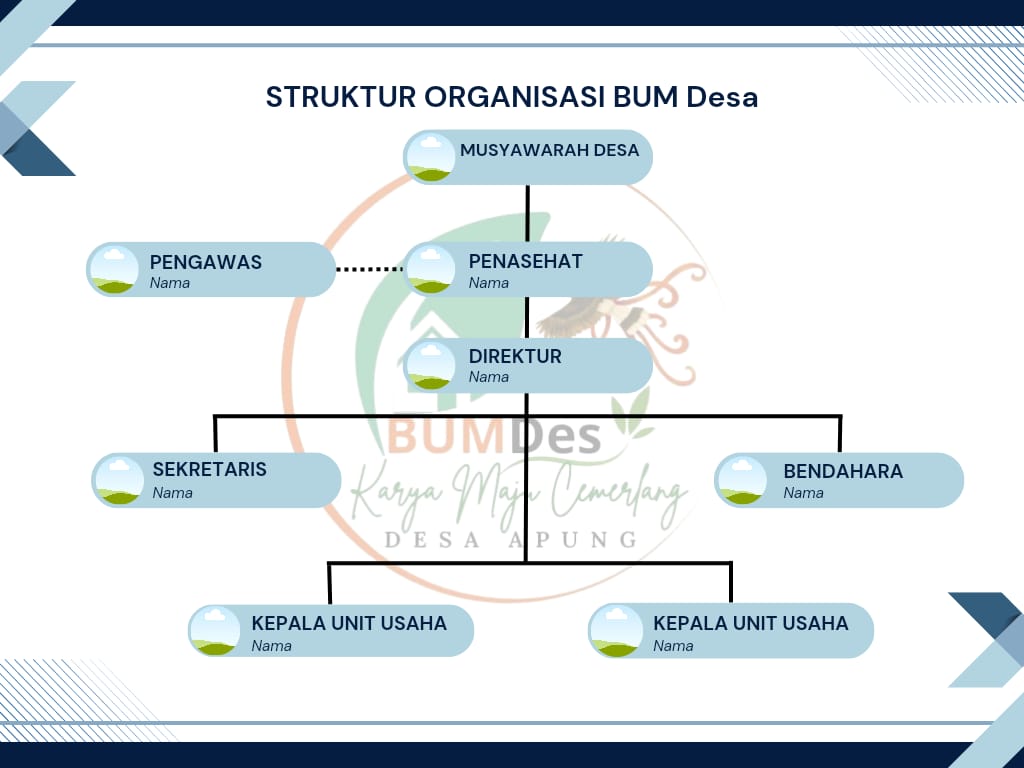 STRUKTUR ORGANISASI BUM Desa
MUSYAWARAH DESA
PENGAWAS
Nama
PENASEHAT
Nama
DIREKTUR
Nama
BUMDes
Karya Maju Cemerlang
DESA APUNG
SEKRETARIS
Nama
BENDAHARA
Nama
KEPALA UNIT USAHA
Nama
KEPALA UNIT USAHA
Nama